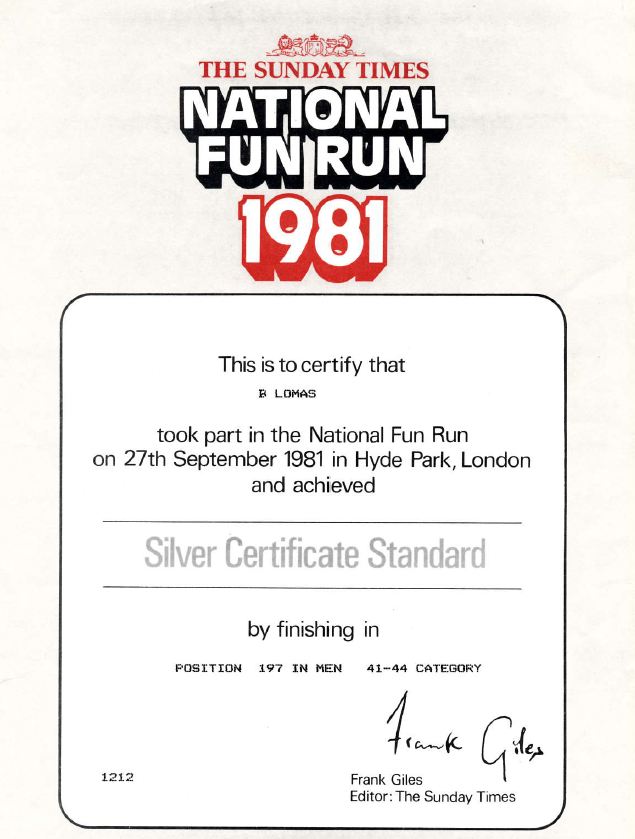 THE SUNDAY TIMES
NATIONAL
FUN RUN
1981
This is to certify that
B LOMAS
took part in the National Fun Run
on 27th September 1981 in Hyde Park, London
and achieved
Silver Certificate Standard
by finishing in
POSITION 197 IN MEN 41-44 CATEGORY
Frank Giles
1212
Frank Giles
Editor: The Sunday Times